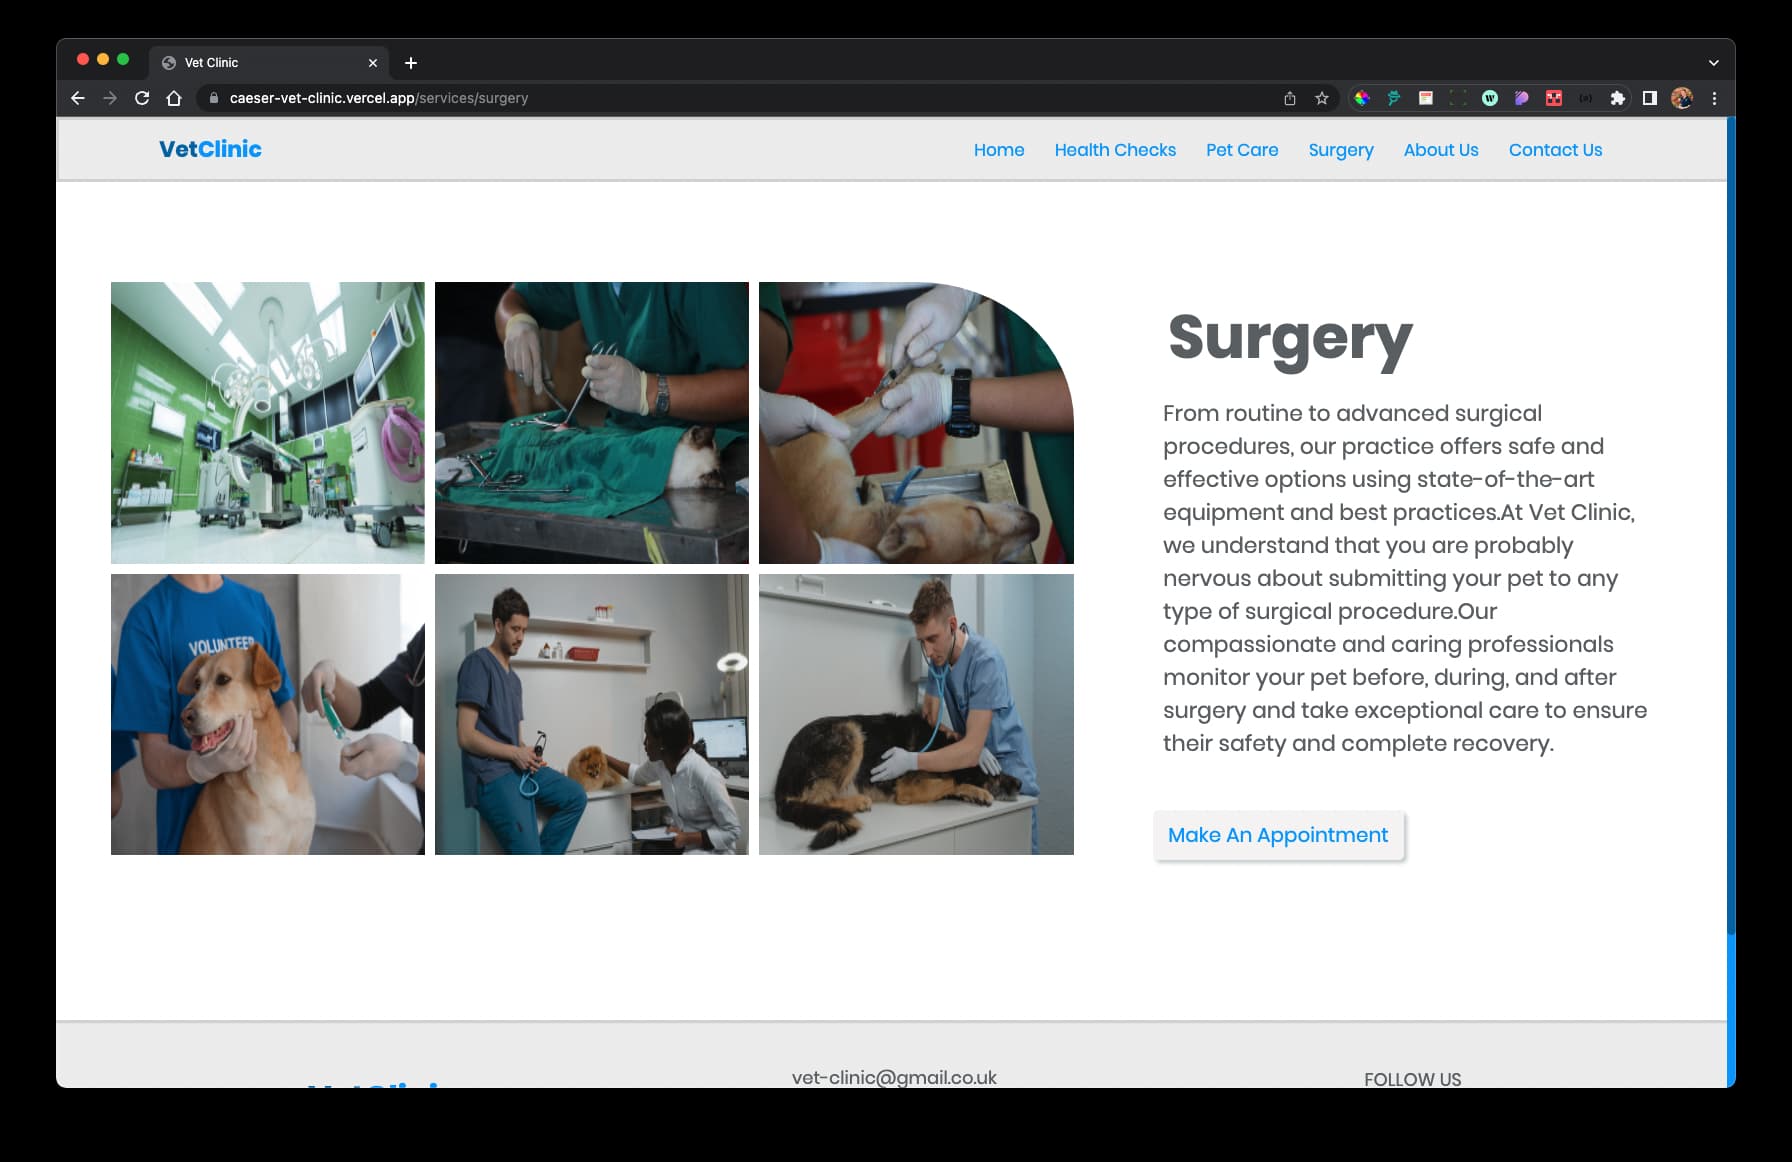 Vet Clinic
caeser-vet-clinic.vercel.app/services/surgery
VetClinic
Home
Health Checks
Pet Care
Surgery
About Us
Contact Us
VOLUNTEER
Surgery
From routine to advanced surgical
procedures, our practice offers safe and
effective options using state-of-the-art
equipment and best practices.At Vet Clinic,
we understand that you are probably
nervous about submitting your pet to any
type of surgical procedure.Our
compassionate and caring professionals
monitor your pet before, during, and after
surgery and take exceptional care to ensure
their safety and complete recovery.
Make An Appointment
VetClinic
vet-clinic@gmail.co.uk
FOLLOW US